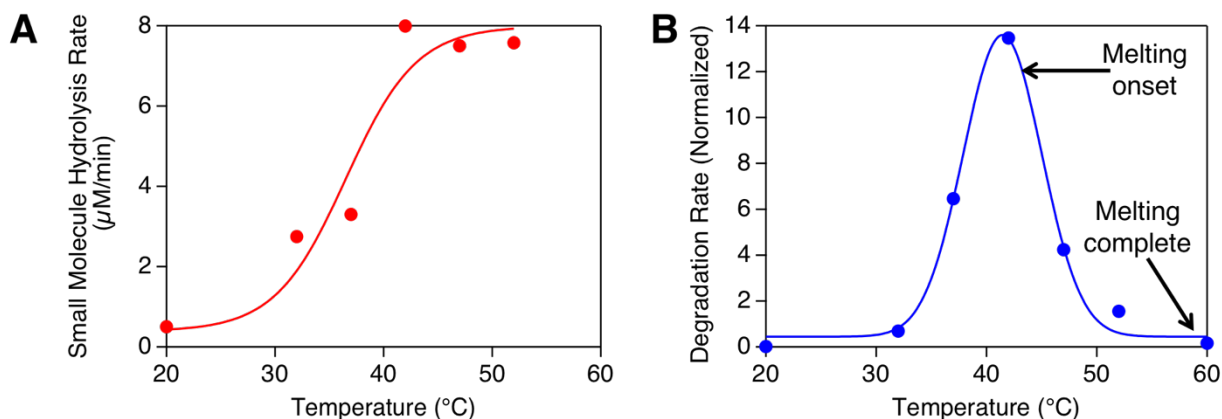 A
Small Molecule Hydrolysis Rate
(µM/min)
8
6
4
2
0
20
30
40
50
60
Temperature (°C)
B
Degradation Rate (Normalized)
14
12
10
8
6
4
2
0
Melting
onset
Melting
complete
20
30
40
50
60
Temperature (°C)